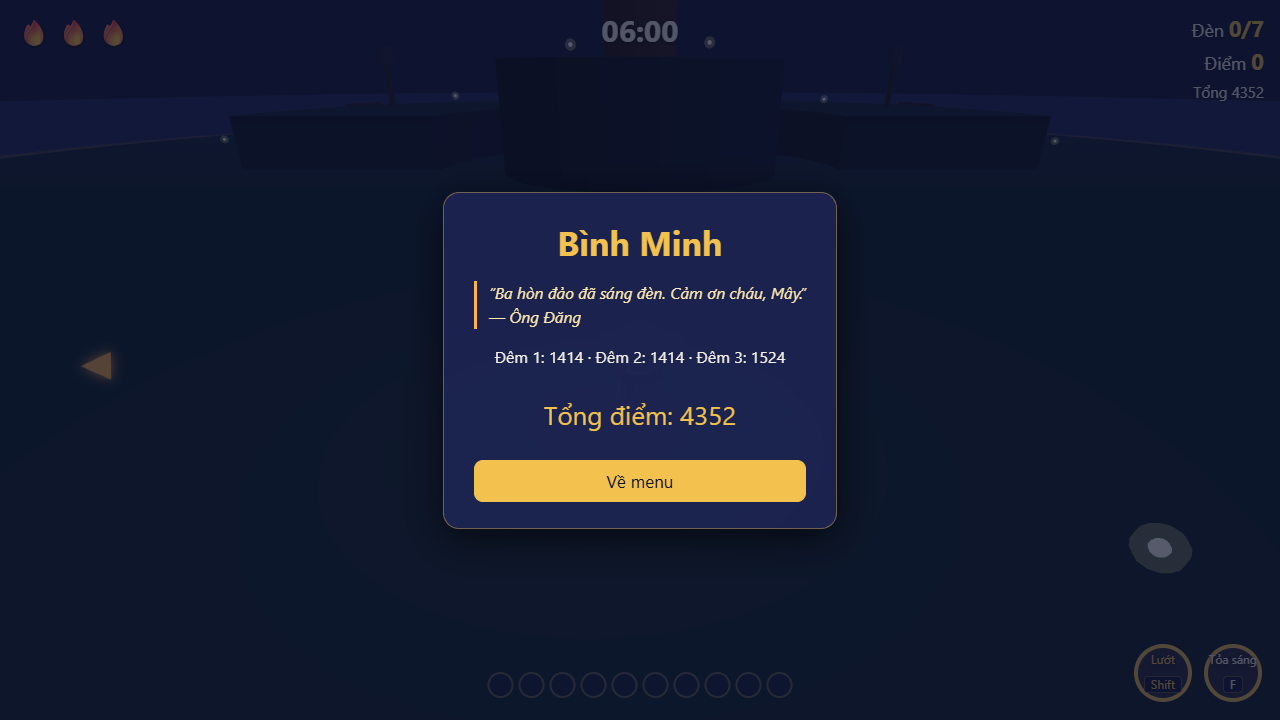 06:00
Đèn 0/7
Điểm 0
Tổng 4352
Bình Minh
“Ba hòn đảo đã sáng đèn. Cảm ơn cháu, Mây.”
— Ông Đăng
Đêm 1: 1414 · Đêm 2: 1414 · Đêm 3: 1524
Tổng điểm: 4352
Về menu
Lướt
Shift
Tỏa sáng
F